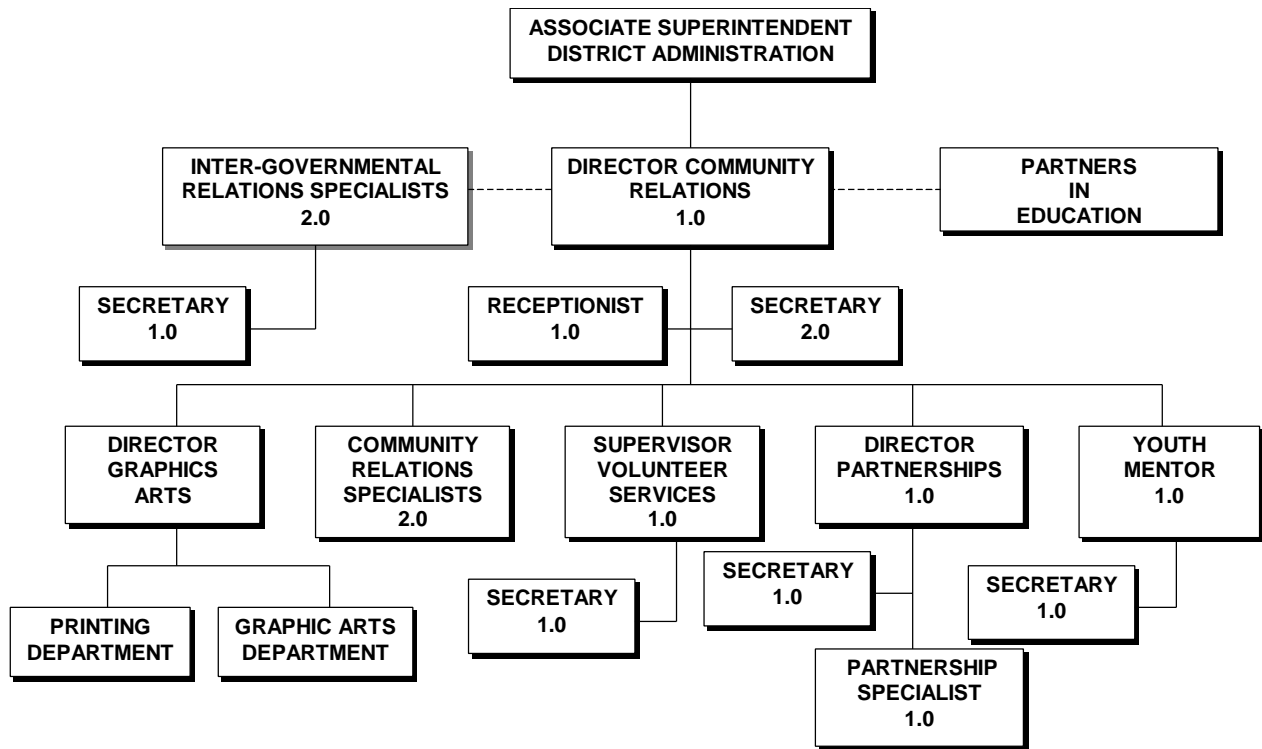 ASSOCIATE SUPERINTENDENT
DISTRICT ADMINISTRATION
INTER-GOVERNMENTAL
RELATIONS SPECIALISTS
2.0
DIRECTOR COMMUNITY
RELATIONS
1.0
PARTNERS
IN
EDUCATION
SECRETARY
1.0
RECEPTIONIST
1.0
SECRETARY
2.0
DIRECTOR
GRAPHICS
ARTS
COMMUNITY
RELATIONS
SPECIALISTS
2.0
SUPERVISOR
VOLUNTEER
SERVICES
1.0
DIRECTOR
PARTNERSHIPS
1.0
YOUTH
MENTOR
1.0
PRINTING
DEPARTMENT
GRAPHIC ARTS
DEPARTMENT
SECRETARY
1.0
SECRETARY
1.0
SECRETARY
1.0
PARTNERSHIP
SPECIALIST
1.0